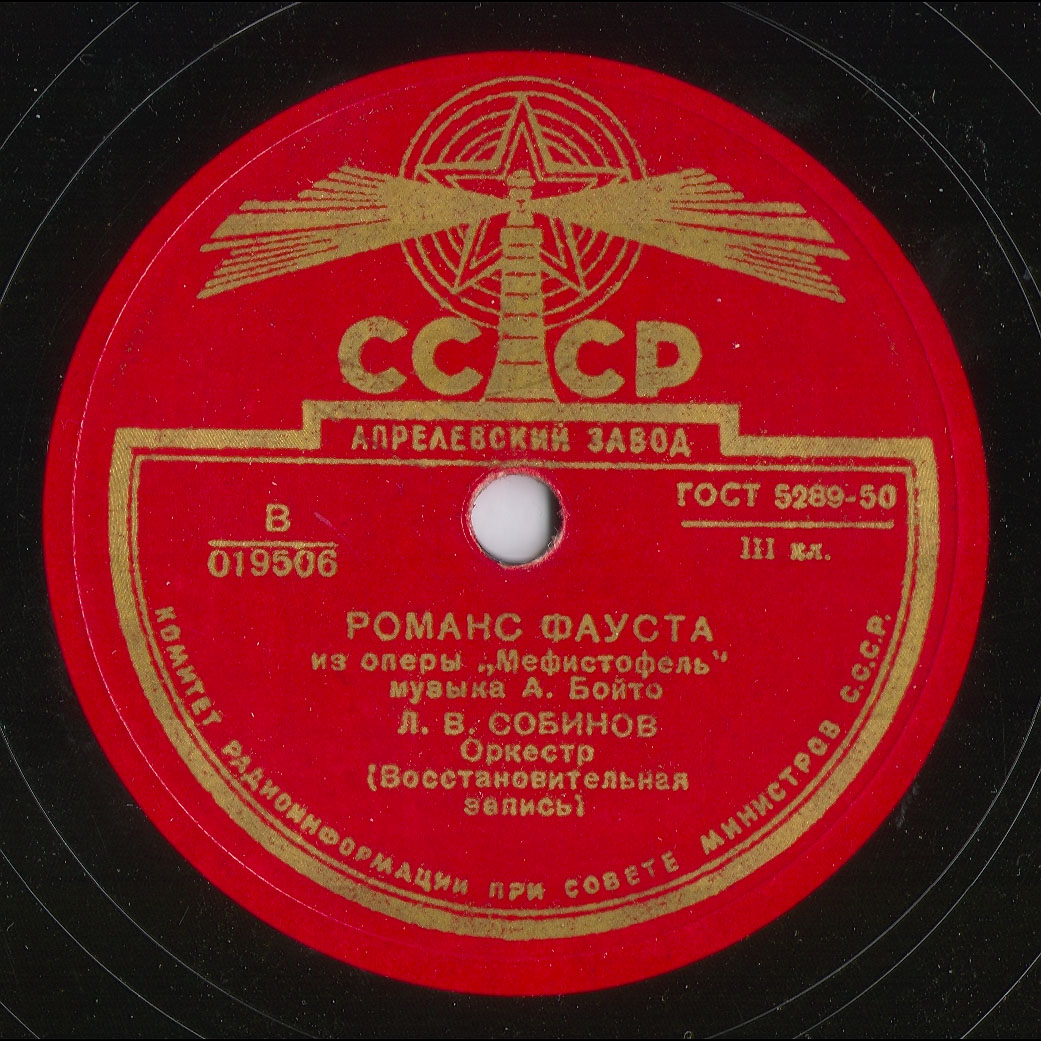 СССР
АПРЕЛЕВСКИЙ ЗАВОД
ГОСТ 5289-50
III кл.
В
019506
РОМАНС ФАУСТА
из оперы „Мефистофель"
музыка А. Бойто
Л. В. СОБИНОВ
Оркестр
(Восстановительная
запись)
КОМИТЕТ РАДИОИНФОРМАЦИИ ПРИ СОВЕТЕ МИНИСТРОВ С.С.С.Р.